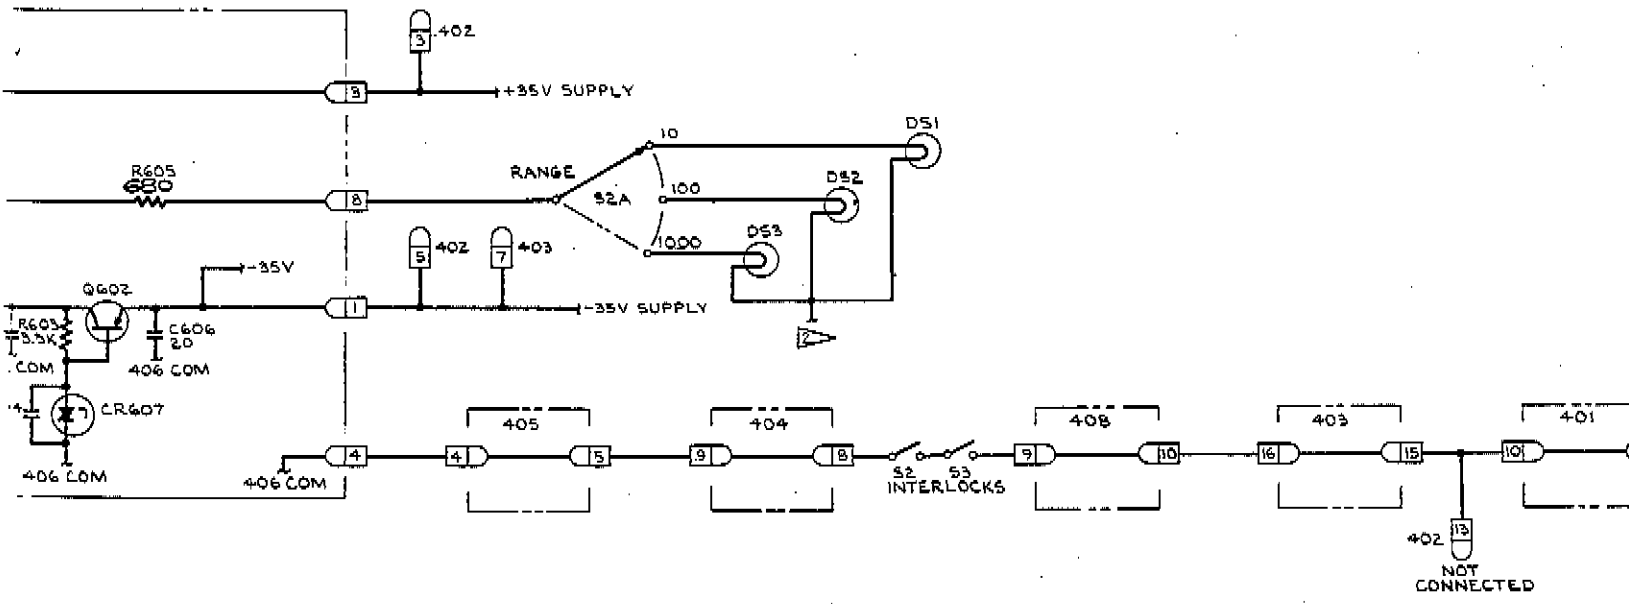 .402
3
3
+35V SUPPLY
DS1
10
R605
680
RANGE
DS2
8
S2A
100
DS3
1000
402
403
5
7
-35V
Q602
1
-35V SUPPLY
R603
3.3K
C606
20
COM
406 COM
2
14
CR607
405
404
408
403
401
4
4
5
9
8
9
10
16
15
10
406 COM
406 COM
S2 S3
INTERLOCKS
402
13
NOT
CONNECTED